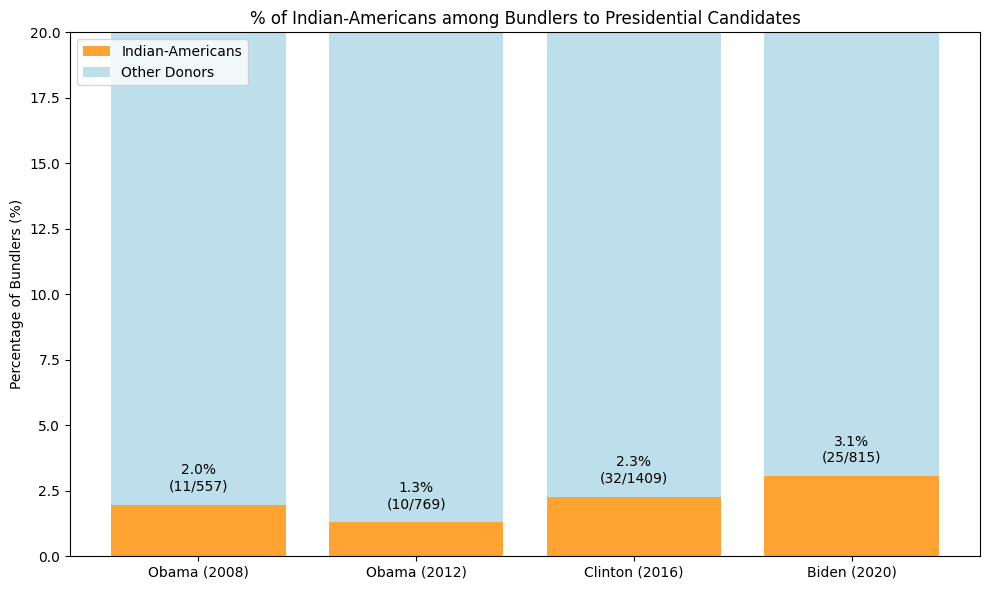 % of Indian-Americans among Bundlers to Presidential Candidates
Indian-Americans
Other Donors
Percentage of Bundlers (%)
20.0
17.5
15.0
12.5
10.0
7.5
5.0
2.5
0.0
2.0%
(11/557)
1.3%
(10/769)
2.3%
(32/1409)
3.1%
(25/815)
Obama (2008)
Obama (2012)
Clinton (2016)
Biden (2020)